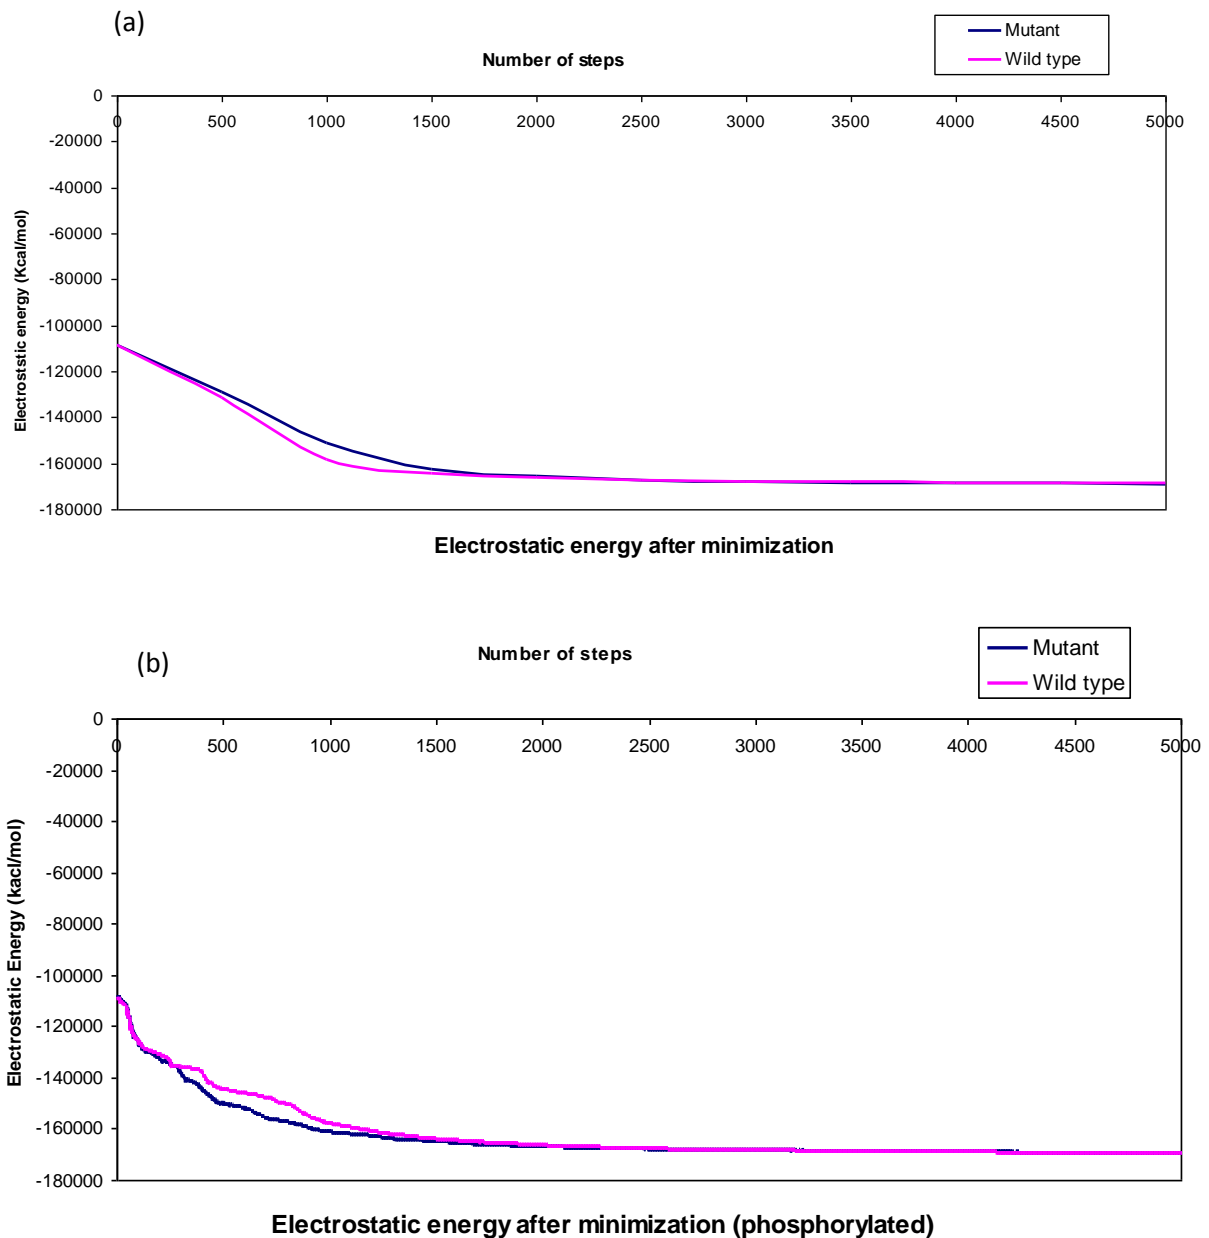 (a)
Mutant
Wild type
Number of steps
0
0 500 1000 1500 2000 2500 3000 3500 4000 4500 5000
-20000
-40000
-60000
-80000
-100000
-120000
-140000
-160000
-180000
Electroststic energy (Kcal/mol)
Electrostatic energy after minimization
(b)
Number of steps
Mutant
Wild type
0
0 500 1000 1500 2000 2500 3000 3500 4000 4500 5000
-20000
-40000
-60000
-80000
-100000
-120000
-140000
-160000
-180000
Electrostatic Energy (kacl/mol)
Electrostatic energy after minimization (phosphorylated)